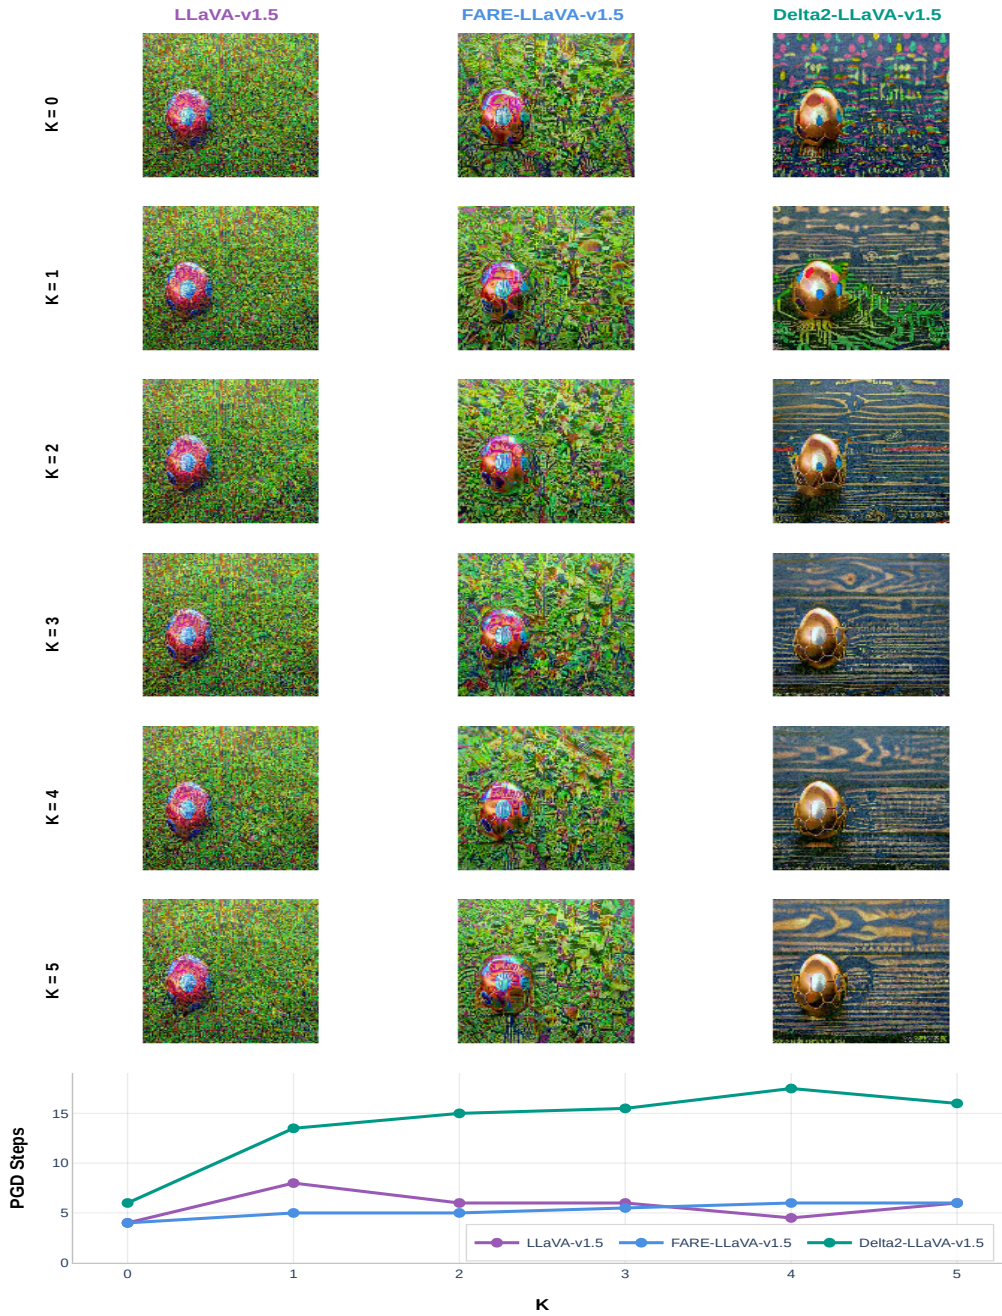 LLaVA-v1.5 FARE-LLaVA-v1.5 Delta2-LLaVA-v1.5
K = 0
K = 1
K = 2
K = 3
K = 4
K = 5
PGD Steps
15
10
5
0
LLaVA-v1.5 FARE-LLaVA-v1.5 Delta2-LLaVA-v1.5
0 1 2 3 4 5
K